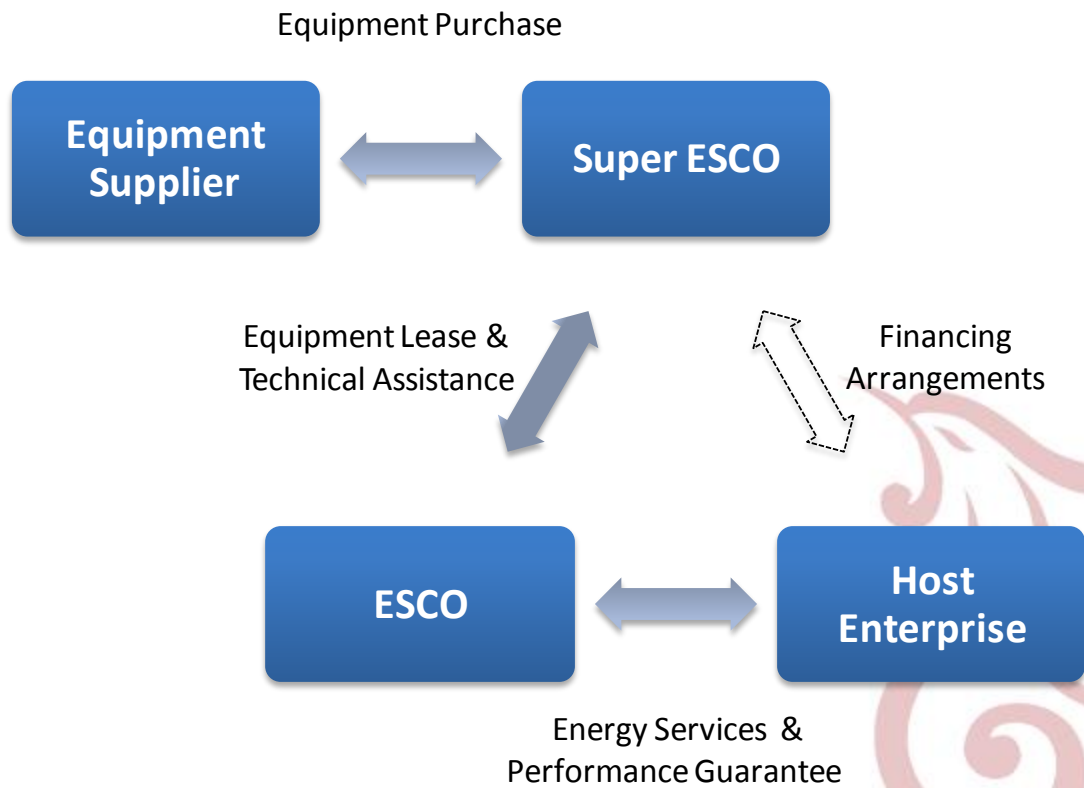 Equipment Purchase
Equipment
Supplier
Super ESCO
Equipment Lease &
Technical Assistance
Financing
Arrangements
ESCO
Host
Enterprise
Energy Services &
Performance Guarantee